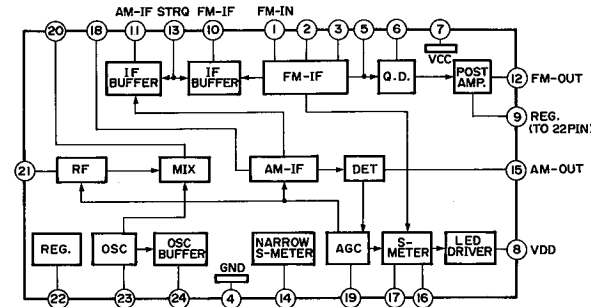 AM-IF STRQ FM-IF FM-IN
20 18 11 13 10 1 2 3 5 6 7
VCC
IF BUFFER
IF BUFFER
FM-IF
Q.D.
POST AMP.
12 FM-OUT
9 REG. (TO 22PIN)
21
RF
MIX
AM-IF
DET
15 AM-OUT
REG.
OSC
OSC BUFFER
GND
NARROW S-METER
AGC
S-METER
LED DRIVER
8 VDD
22 23 24 4 14 19 17 16